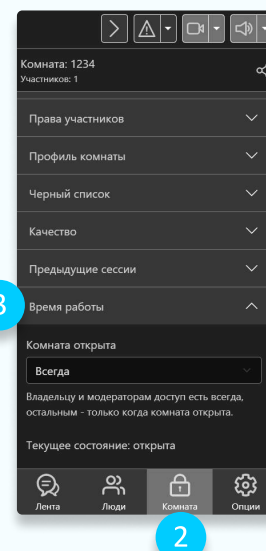 Комната: 1234
Участников: 1
Права участников
Профиль комнаты
Черный список
Качество
Предыдущие сессии
3
Время работы
Комната открыта
Всегда
Владельцу и модераторам доступ есть всегда,
остальным - только когда комната открыта.
Текущее состояние: открыта
Лента Люди Комната Опции
2